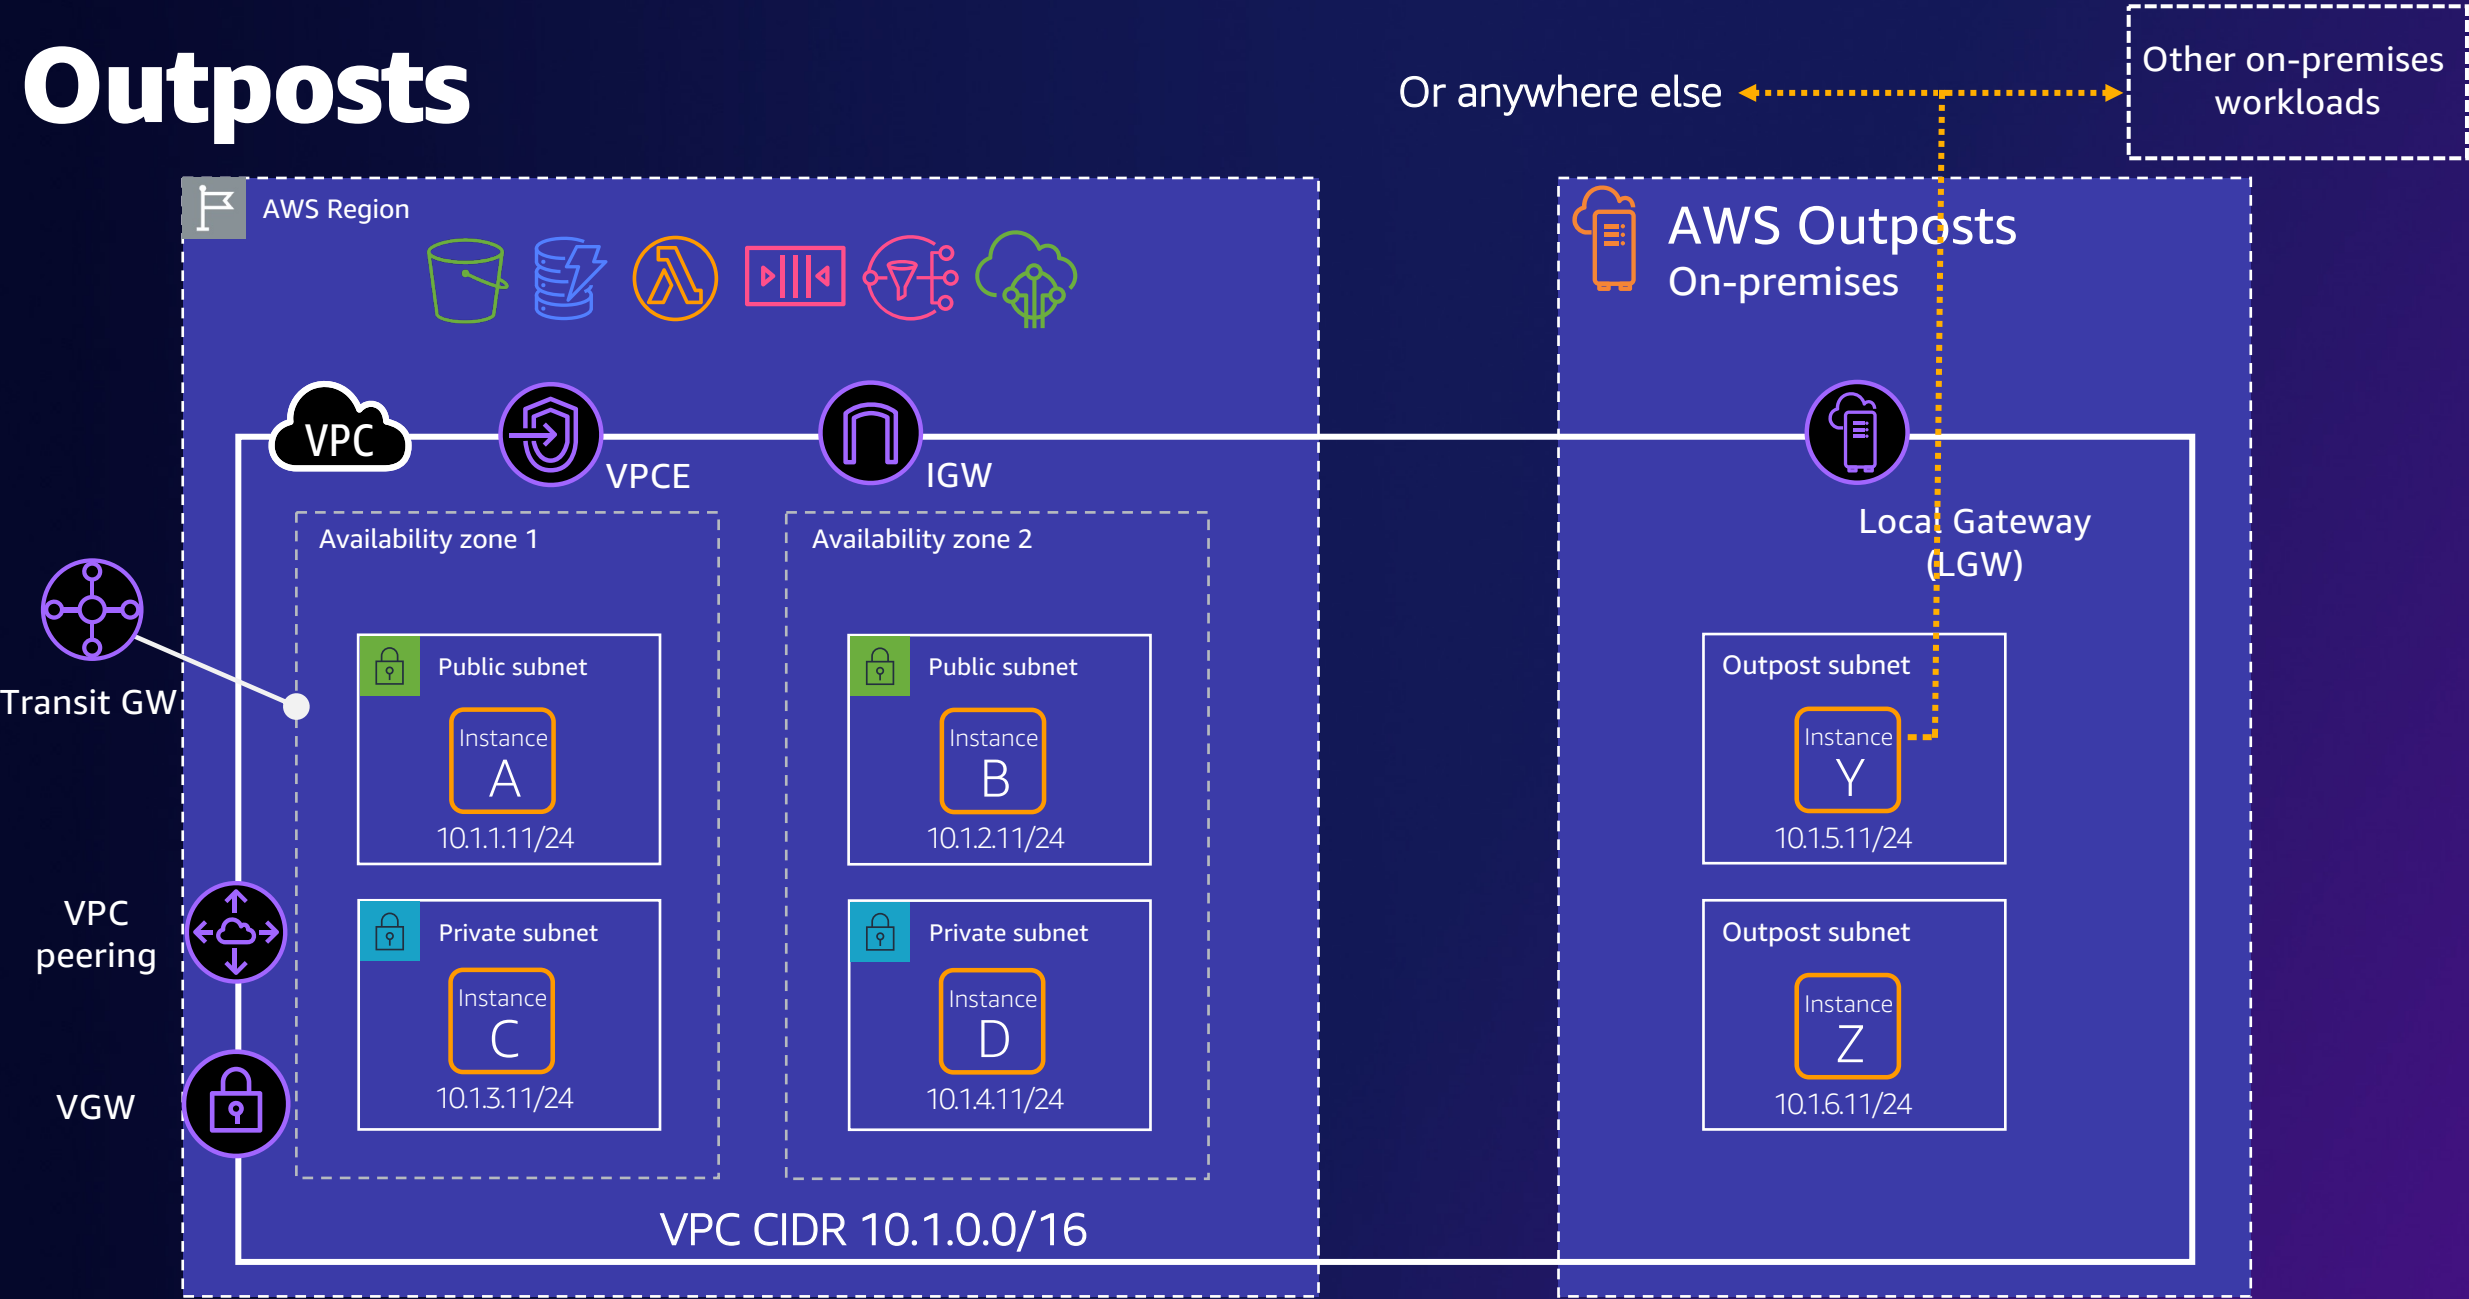 Outposts
Or anywhere else
Other on-premises
workloads
AWS Region
AWS Outposts
On-premises
VPC
VPCE
IGW
Local Gateway
(LGW)
Availability zone 1
Availability zone 2
Transit GW
Public subnet
Instance
A
10.1.1.11/24
Public subnet
Instance
B
10.1.2.11/24
Outpost subnet
Instance
Y
10.1.5.11/24
VPC
peering
Private subnet
Instance
C
10.1.3.11/24
Private subnet
Instance
D
10.1.4.11/24
Outpost subnet
Instance
Z
10.1.6.11/24
VGW
VPC CIDR 10.1.0.0/16